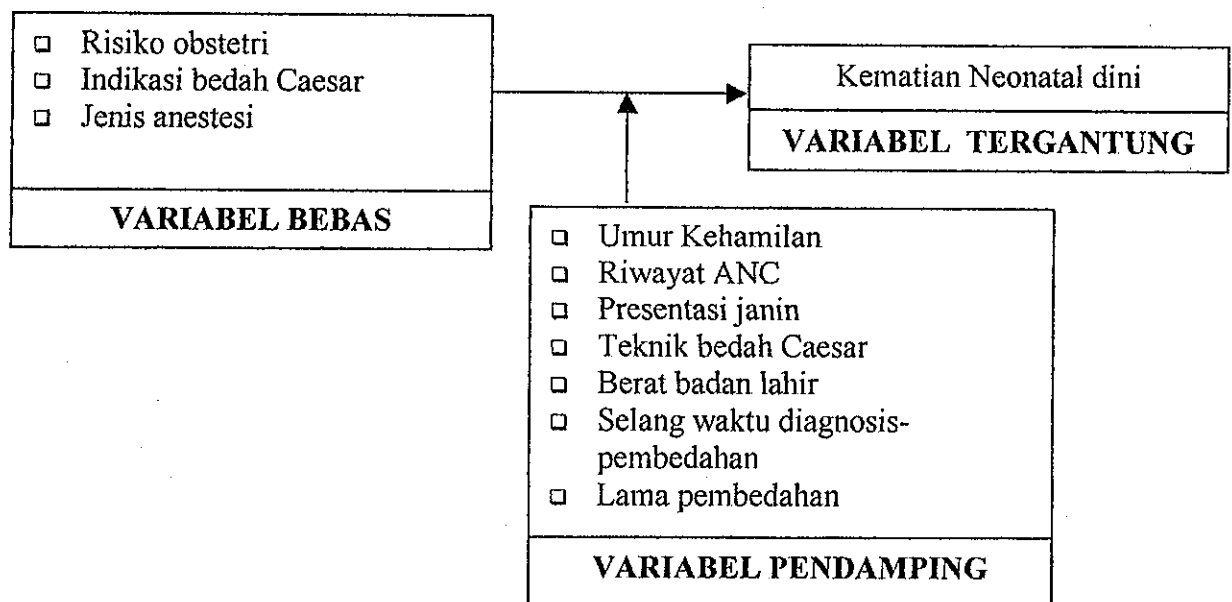 Risiko obstetri
Indikasi bedah Caesar
Jenis anestesi
VARIABEL BEBAS
Kematian Neonatal dini
VARIABEL TERGANTUNG
Umur Kehamilan
Riwayat ANC
Presentasi janin
Teknik bedah Caesar
Berat badan lahir
Selang waktu diagnosis-
pembedahan
Lama pembedahan
VARIABEL PENDAMPING